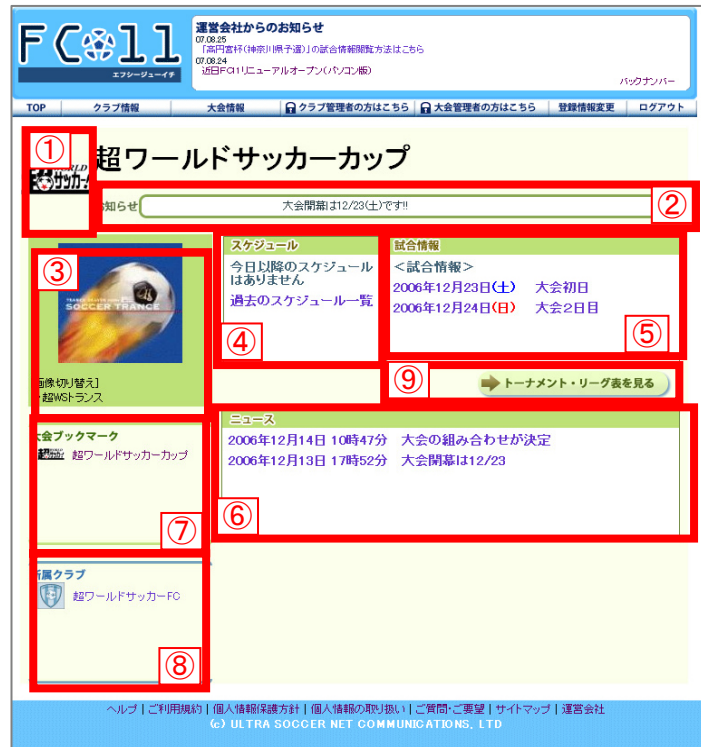 FC11
エフシージューイチ
運営会社からのお知らせ
07.08.25
「高円宮杯(神奈川県予選)」の試合情報閲覧方法はこちら
07.08.24
近日FC11リニューアルオープン(パソコン版)
バックナンバー
TOP クラブ情報 大会情報 クラブ管理者の方はこちら 大会管理者の方はこちら 登録情報変更 ログアウト
① 超ワールドサッカーカップ
サッカー
お知らせ 大会開幕は12/23(土)です!! ②
③
SOCCER TRANCE
画像切り替え]
超WSトランス
スケジュール
今日以降のスケジュール
はありません
過去のスケジュール一覧
④
試合情報
<試合情報>
2006年12月23日(土) 大会初日
2006年12月24日(日) 大会2日目
⑤
⑨ トーナメント・リーグ表を見る
ニュース
2006年12月14日 10時47分 大会の組み合わせが決定
2006年12月13日 17時52分 大会開幕は12/23
⑥
大会ブックマーク
超ワールドサッカーカップ
⑦
所属クラブ
超ワールドサッカーFC
⑧
ヘルプ | ご利用規約 | 個人情報保護方針 | 個人情報の取り扱い | ご質問・ご要望 | サイトマップ | 運営会社
(c) ULTRA SOCCER NET COMMUNICATIONS, LTD